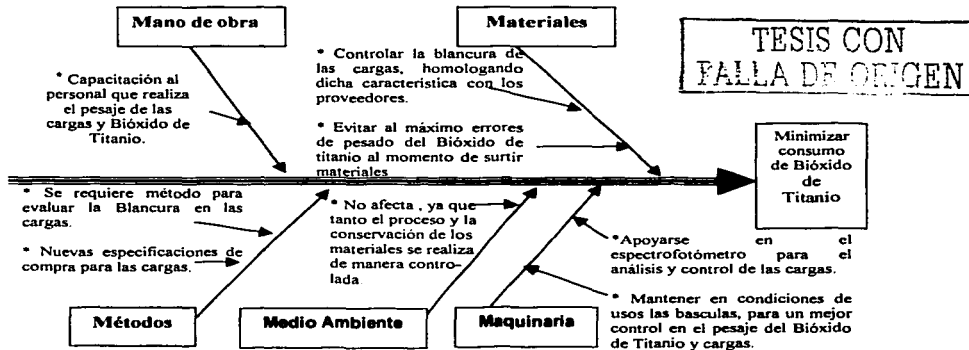 Mano de obra
Materiales
TESIS CON
FALLA DE ORIGEN
* Capacitación al
personal que realiza
el pesaje de las
cargas y Bióxido de
Titanio.
* Controlar la blancura de
las cargas, homologando
dicha característica con los
proveedores.
* Evitar al máximo errores
de pesado del Bióxido de
titanio al momento de surtir
materiales
Minimizar
consumo
de Bióxido
de
Titanio
* Se requiere método para
evaluar la Blancura en las
cargas.
* Nuevas especificaciones de
compra para las cargas.
* No afecta , ya que
tanto el proceso y la
conservación de los
materiales se realiza
de manera contro-
lada
*Apoyarse en el
espectrofotómetro para el
análisis y control de las cargas.
* Mantener en condiciones de
usos las basculas, para un mejor
control en el pesaje del Bióxido
de Titanio y cargas.
Métodos
Medio Ambiente
Maquinaria